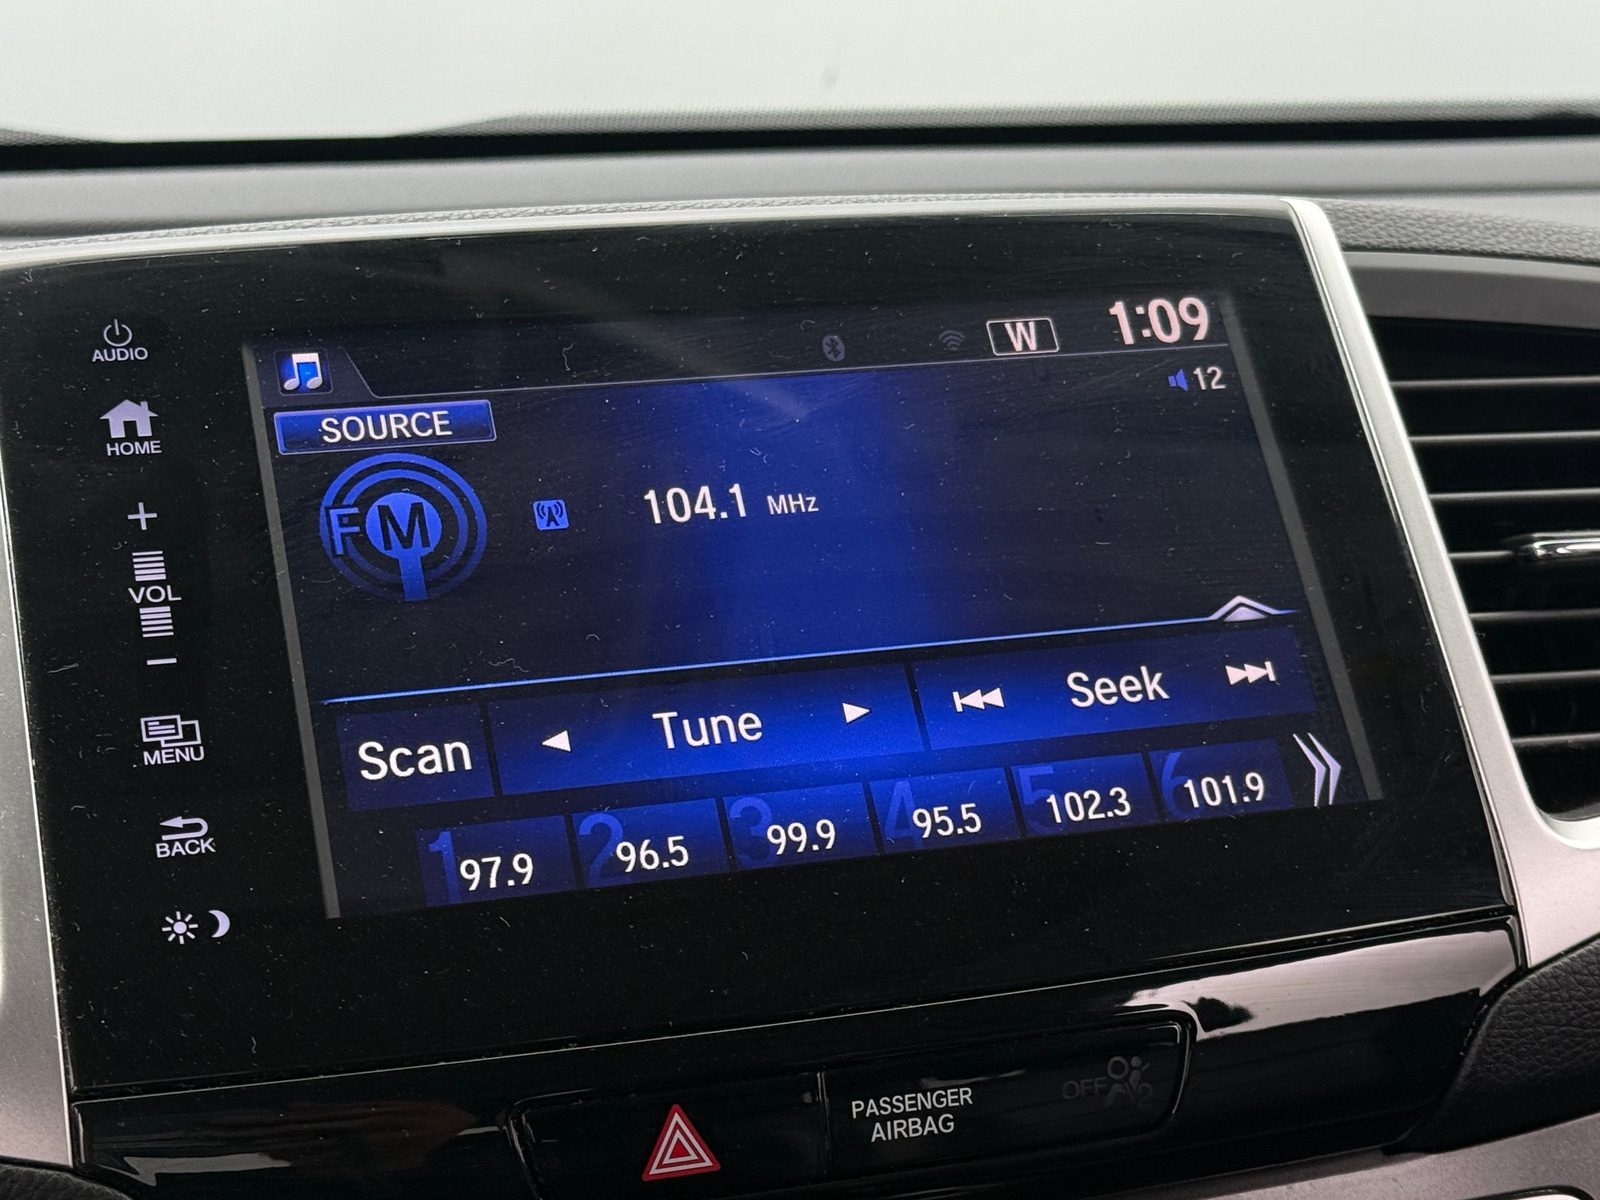 AUDIO
HOME
+
VOL
−
MENU
BACK
W 1:09
12
SOURCE
FM
104.1 MHz
Scan
Tune
Seek
1 97.9
2 96.5
3 99.9
4 95.5
5 102.3
6 101.9
PASSENGER
AIRBAG
OFF 2